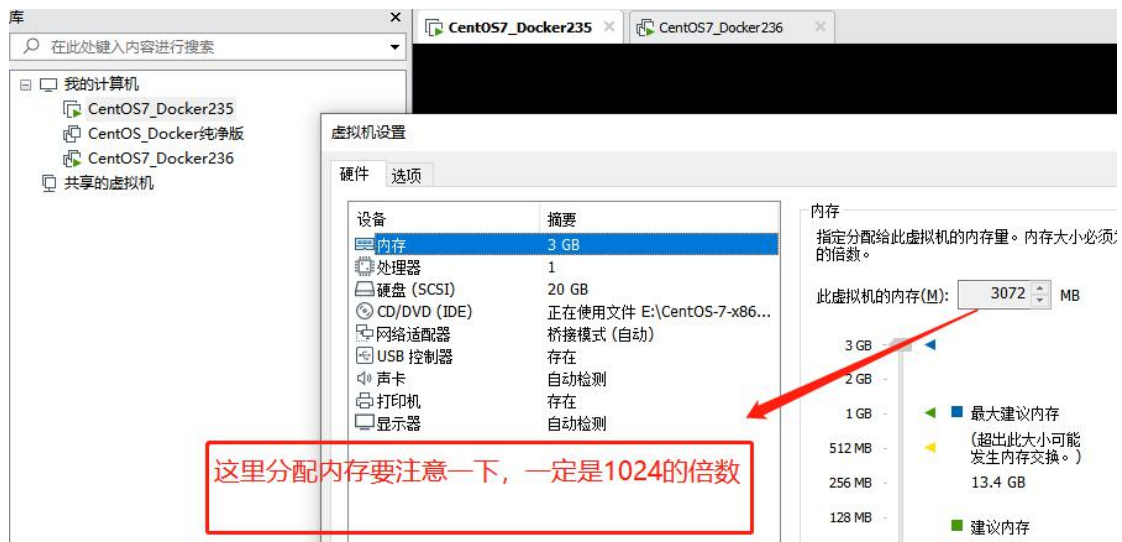 库
CentOS7_Docker235
CentOS7_Docker236
在此处键入内容进行搜索
我的计算机
CentOS7_Docker235
CentOS_Docker纯净版
CentOS7_Docker236
共享的虚拟机
虚拟机设置
硬件 选项
设备 摘要
内存 3 GB
处理器 1
硬盘 (SCSI) 20 GB
CD/DVD (IDE) 正在使用文件 E:\CentOS-7-x86...
网络适配器 桥接模式 (自动)
USB 控制器 存在
声卡 自动检测
打印机 存在
显示器 自动检测
内存
指定分配给此虚拟机的内存量。内存大小必须
的倍数。
此虚拟机的内存(M): 3072 MB
3 GB
2 GB
1 GB
512 MB
256 MB
128 MB
最大建议内存
(超出此大小可能
发生内存交换。)
13.4 GB
建议内存
这里分配内存要注意一下，一定是1024的倍数